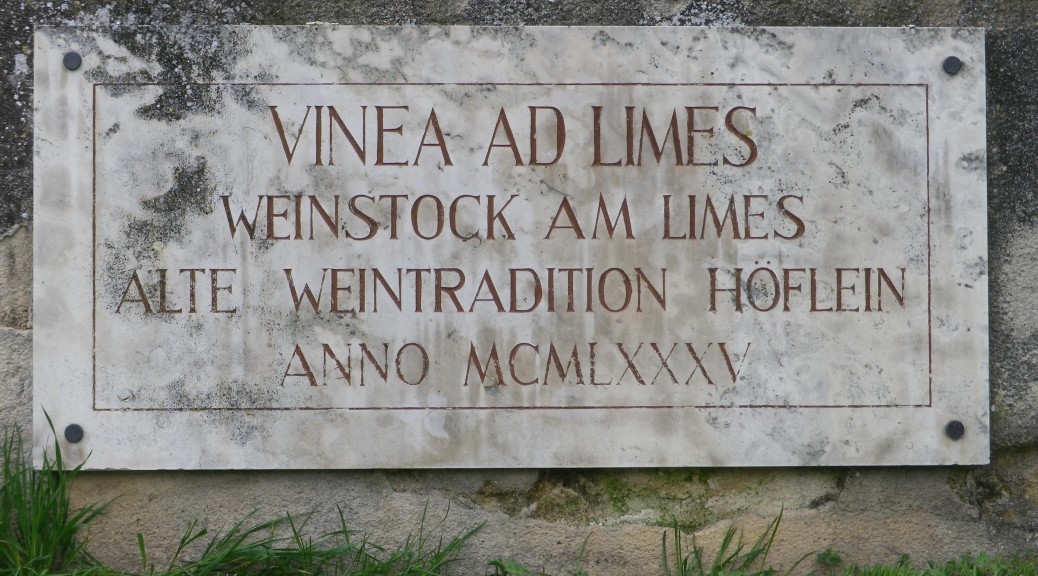 VINEA AD LIMES
WEINSTOCK AM LIMES
ALTE WEINTRADITION HÖFLEIN
ANNO MCMLXXXV